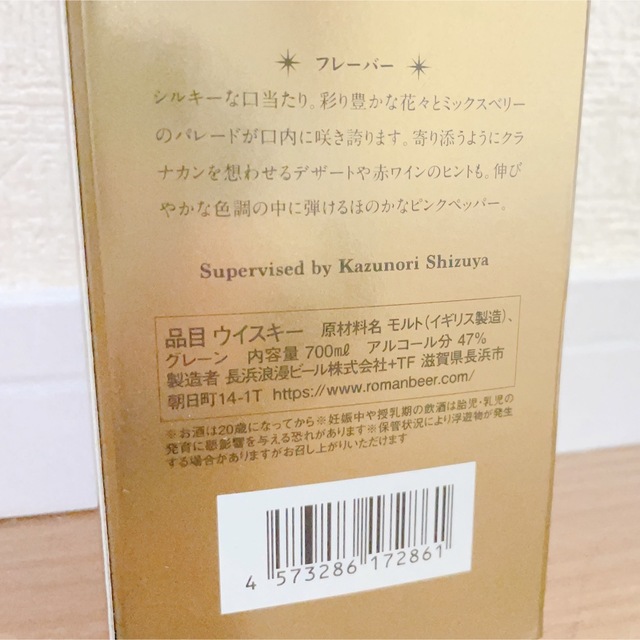 フレーバー
シルキーな口当たり。彩り豊かな花々とミックスベリー
のパレードが口内に咲き誇ります。寄り添うようにクラ
ナカンを想わせるデザートや赤ワインのヒントも。伸び
やかな色調の中に弾けるほのかなピンクペッパー。
Supervised by Kazunori Shizuya
品目 ウイスキー 原材料名 モルト(イギリス製造)、
グレーン 内容量 700㎖ アルコール分 47%
製造者 長浜浪漫ビール株式会社+TF 滋賀県長浜市
朝日町14-1T https://www.romanbeer.com/
※お酒は20歳になってから※妊娠中や授乳期の飲酒は胎児・乳児の
発育に悪影響を与える恐れがあります※保管状況により浮遊物が発生
する場合がありますがお召し上がりいただけます
4 573286 172861